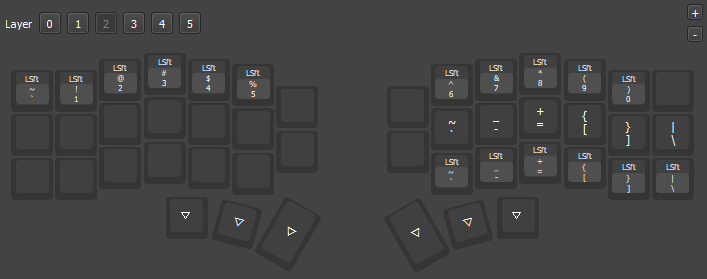 Layer 0 1 2 3 4 5 +
-
LSft LSft LSft LSft LSft LSft LSft LSft LSft LSft LSft
~ ! @ # $ % ^ & * ( )
` 1 2 3 4 5 6 7 8 9 0
~ _ + { } |
` - = [ ] \
LSft LSft LSft LSft LSft LSft
~ _ + { } |
` - = [ ] \